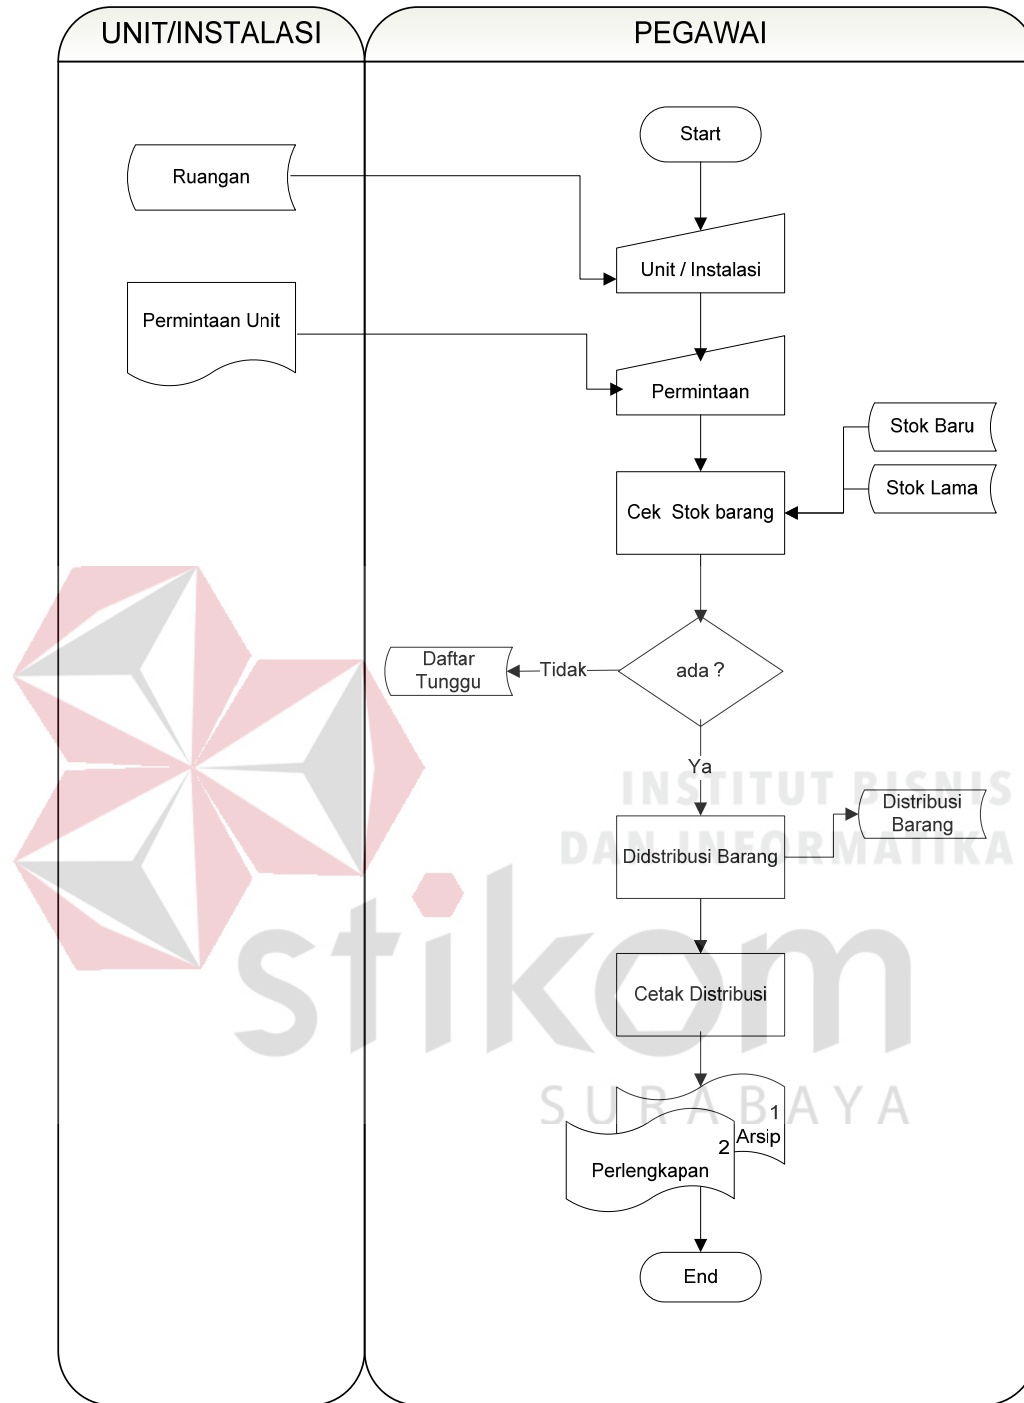 UNIT/INSTALASI
PEGAWAI
Start
Ruangan
Unit / Instalasi
Permintaan Unit
Permintaan
Stok Baru
Stok Lama
Cek Stok barang
Daftar
Tunggu
Tidak
ada ?
Ya
INSTITUT BISNIS
DAN INFORMATIKA
Distribusi
Barang
Didstribusi Barang
stikom
Cetak Distribusi
SURABAYA
1
Arsip
2
Perlengkapan
End